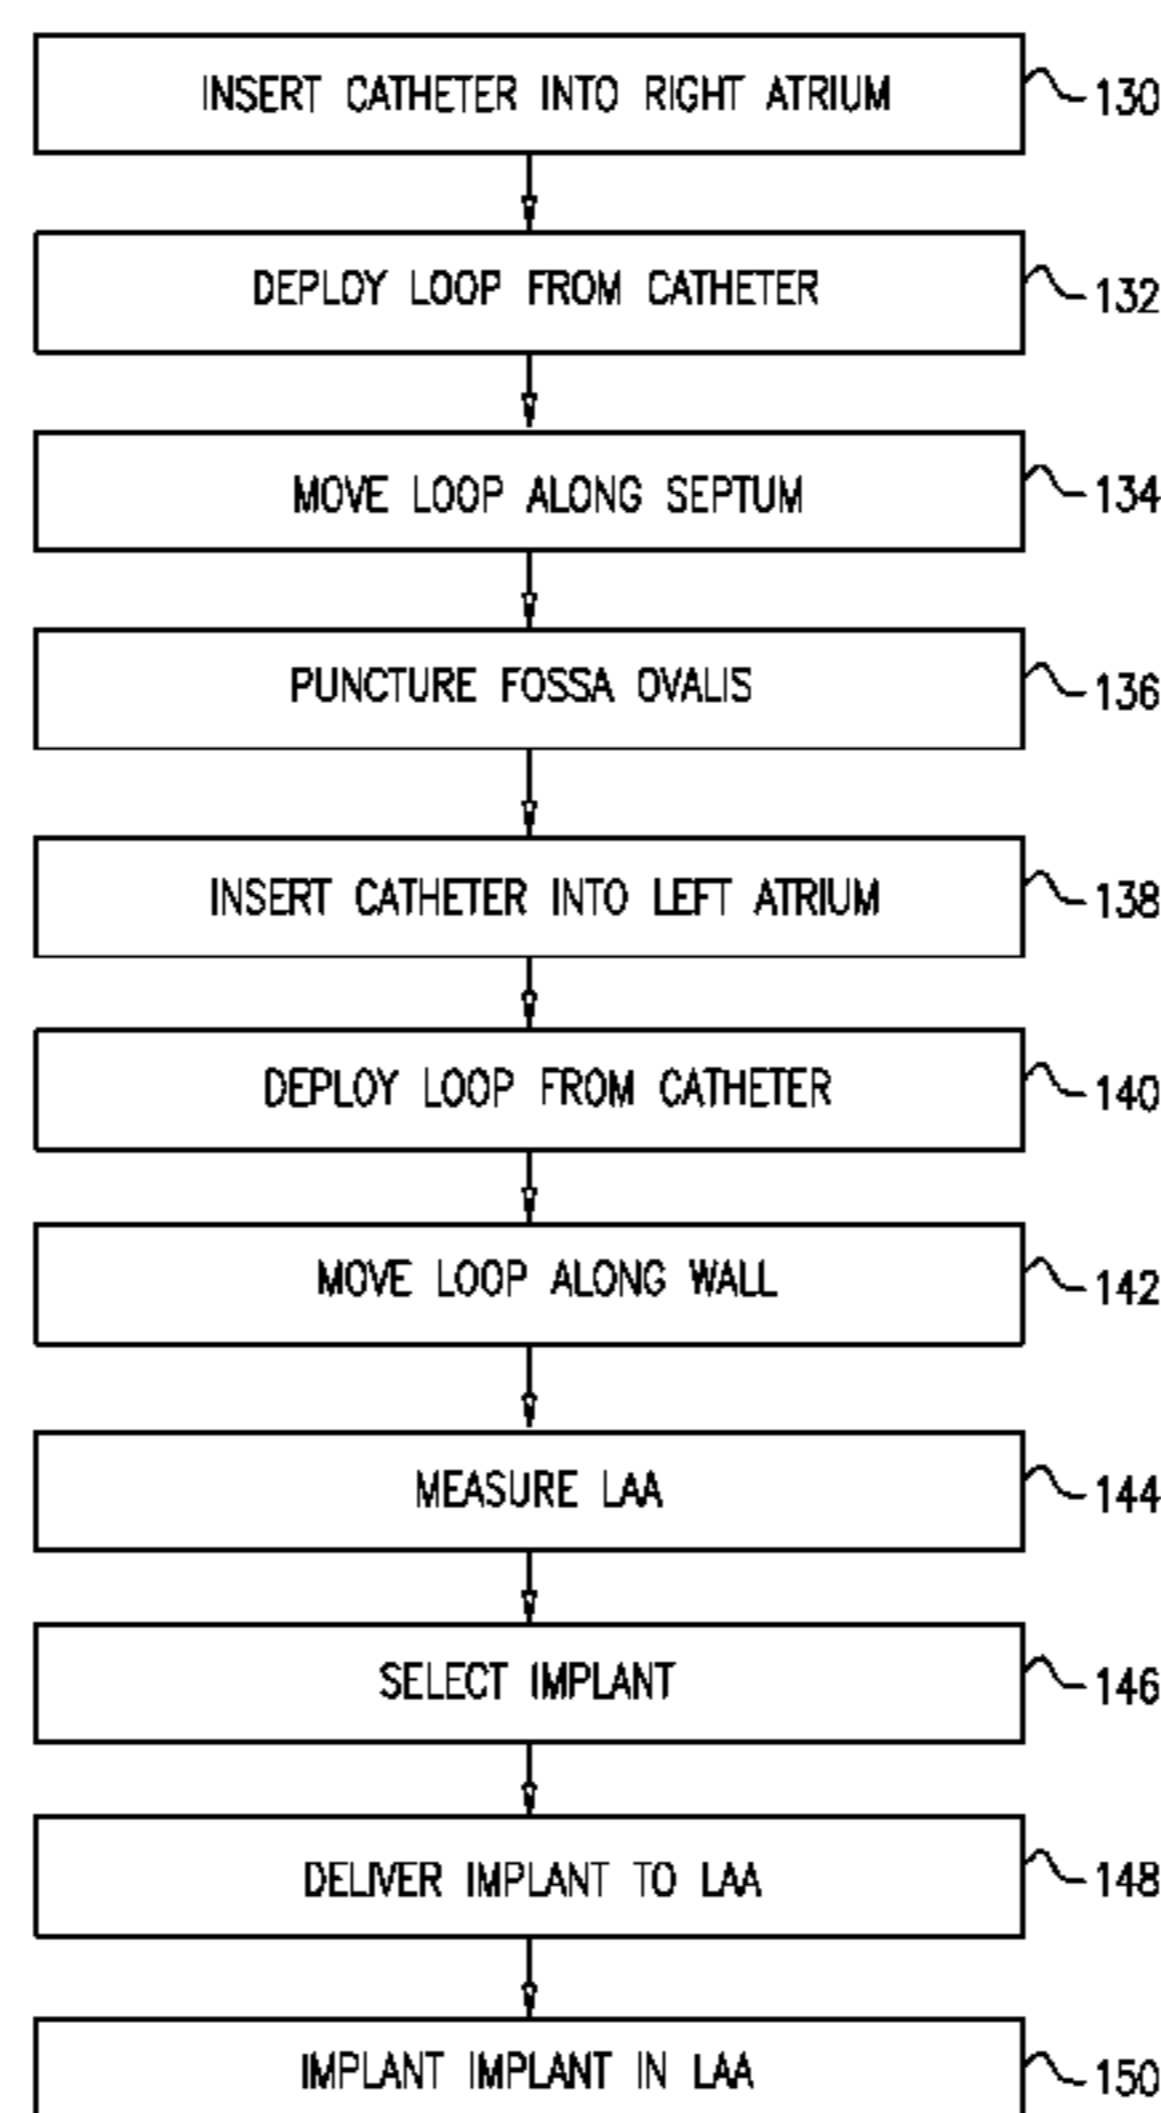 INSERT CATHETER INTO RIGHT ATRIUM 130
DEPLOY LOOP FROM CATHETER 132
MOVE LOOP ALONG SEPTUM 134
PUNCTURE FOSSA OVALIS 136
INSERT CATHETER INTO LEFT ATRIUM 138
DEPLOY LOOP FROM CATHETER 140
MOVE LOOP ALONG WALL 142
MEASURE LAA 144
SELECT IMPLANT 146
DELIVER IMPLANT TO LAA 148
IMPLANT IMPLANT IN LAA 150